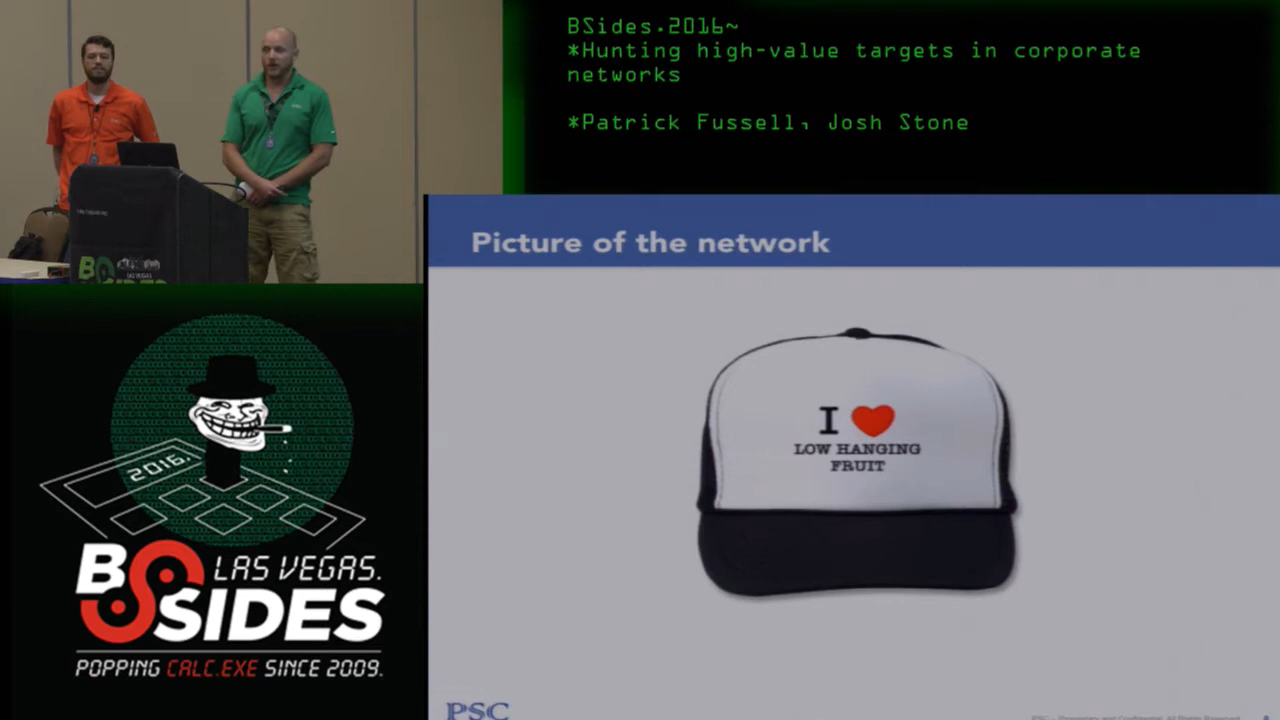 BSides.2016~
*Hunting high-value targets in corporate
networks
*Patrick Fussell, Josh Stone
Picture of the network
I
LOW HANGING
FRUIT
2016.
BSIDES
LAS VEGAS.
POPPING CALC.EXE SINCE 2009.
PSC